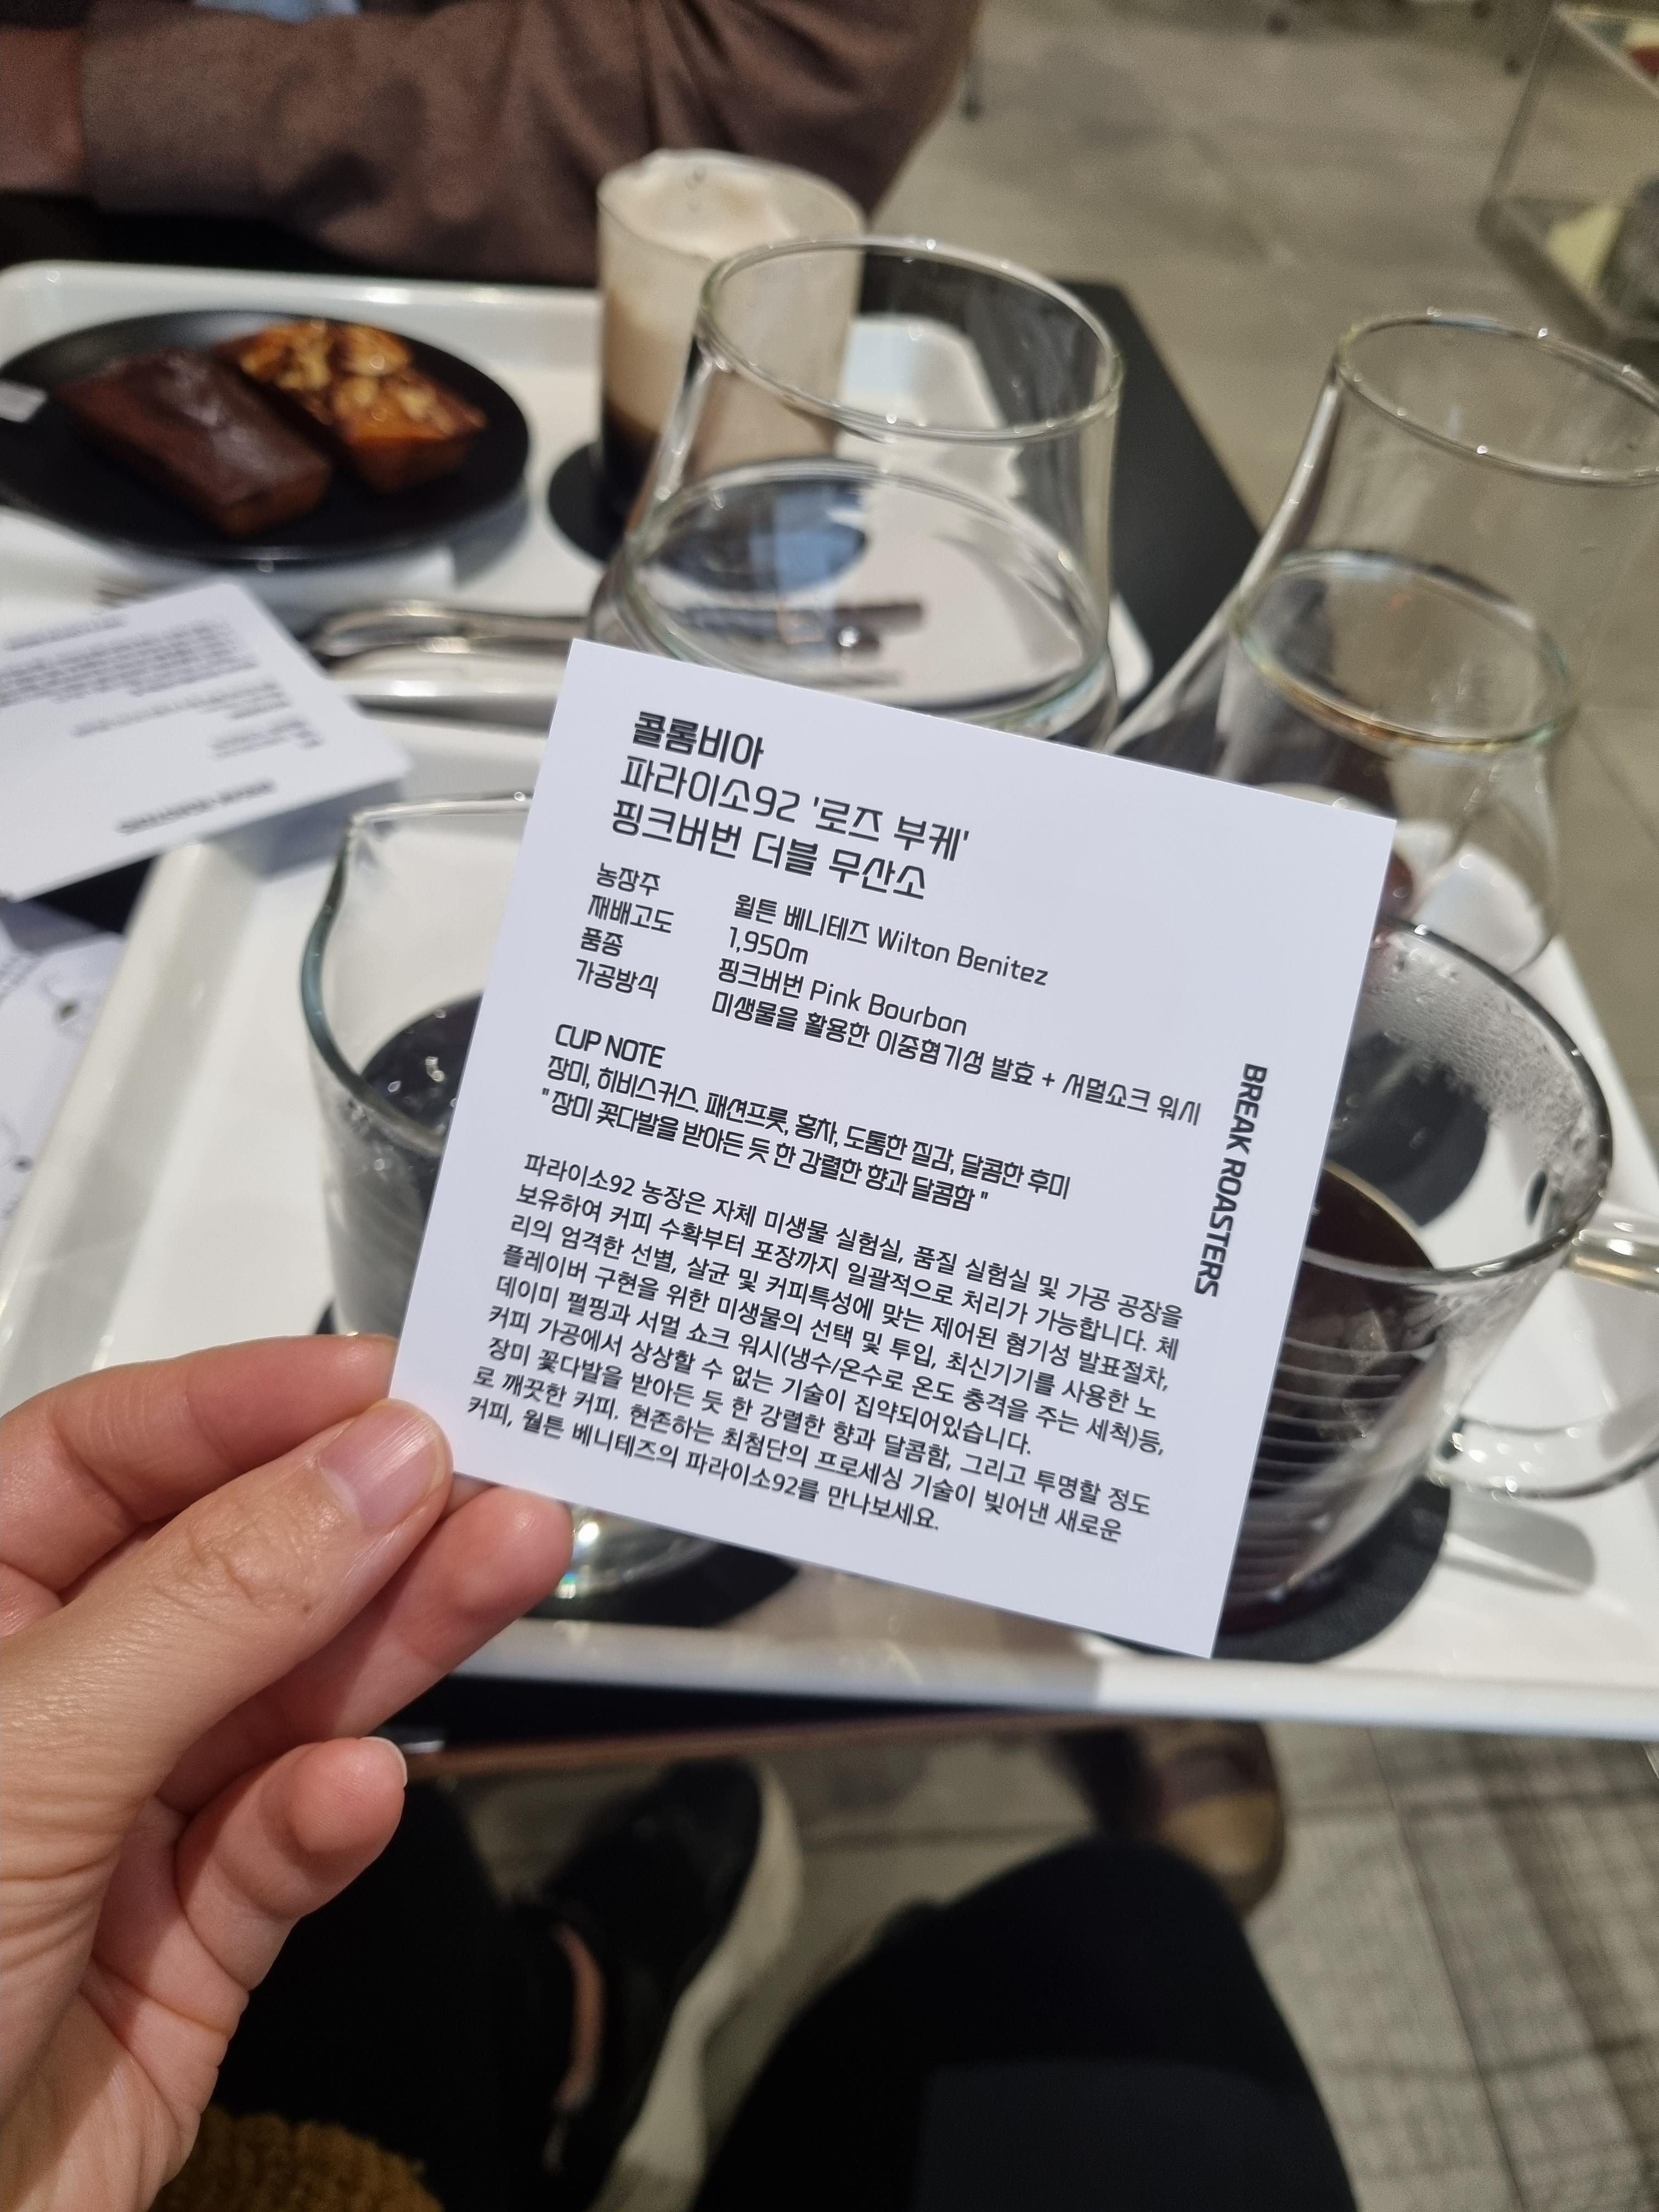 콜롬비아
파라이소92 '로즈 부케'
핑크버번 더블 무산소
농장주 윌튼 베니테즈 Wilton Benitez
재배고도 1,950m
품종 핑크버번 Pink Bourbon
가공방식 미생물을 활용한 이중혐기성 발효 + 서멀쇼크 워시
CUP NOTE
장미, 히비스커스. 패션프룻, 홍차, 도톰한 질감, 달콤한 후미
"장미 꽃다발을 받아든 듯 한 강렬한 향과 달콤함"
파라이소92 농장은 자체 미생물 실험실, 품질 실험실 및 가공 공장을
보유하여 커피 수확부터 포장까지 일괄적으로 처리가 가능합니다. 체
리의 엄격한 선별, 살균 및 커피특성에 맞는 제어된 혐기성 발표절차,
플레이버 구현을 위한 미생물의 선택 및 투입, 최신기기를 사용한 노
데이미 펄핑과 서멀 쇼크 워시(냉수/온수로 온도 충격을 주는 세척)등,
커피 가공에서 상상할 수 없는 기술이 집약되어있습니다.
장미 꽃다발을 받아든 듯 한 강렬한 향과 달콤함, 그리고 투명할 정도
로 깨끗한 커피. 현존하는 최첨단의 프로세싱 기술이 빚어낸 새로운
커피, 윌튼 베니테즈의 파라이소92를 만나보세요.
BREAK ROASTERS